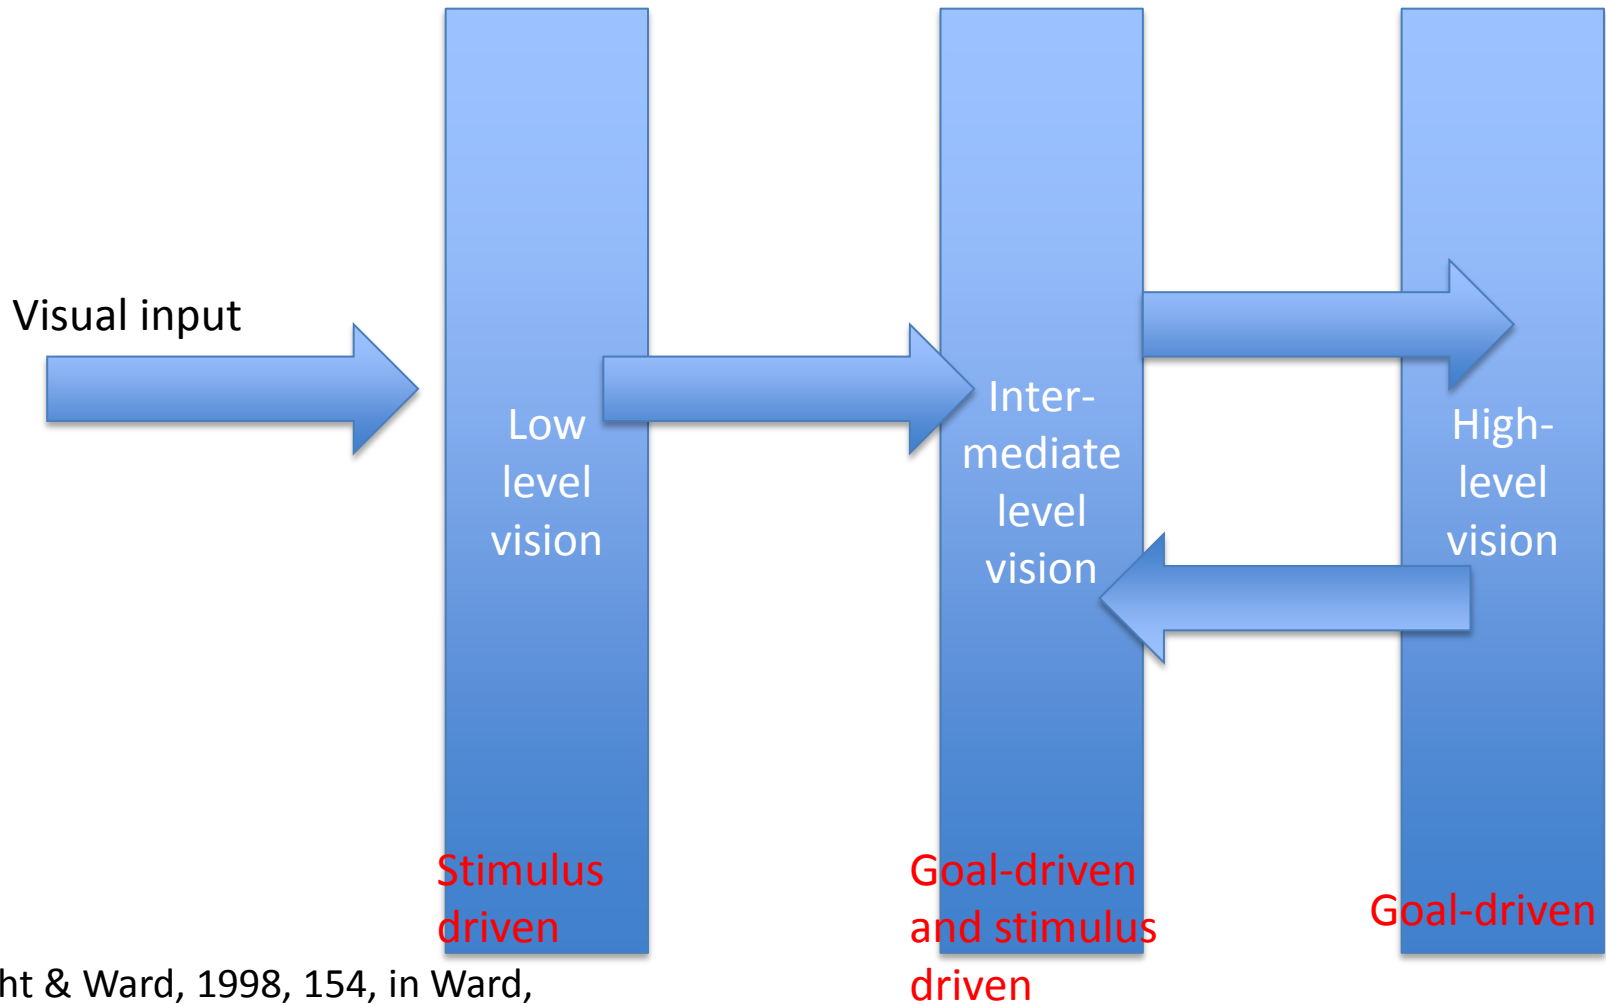 Visual input
Low
level
vision
Inter-
mediate
level
vision
High-
level
vision
Stimulus
driven
Goal-driven
and stimulus
driven
Goal-driven
& Ward, 1998, 154, in Ward,